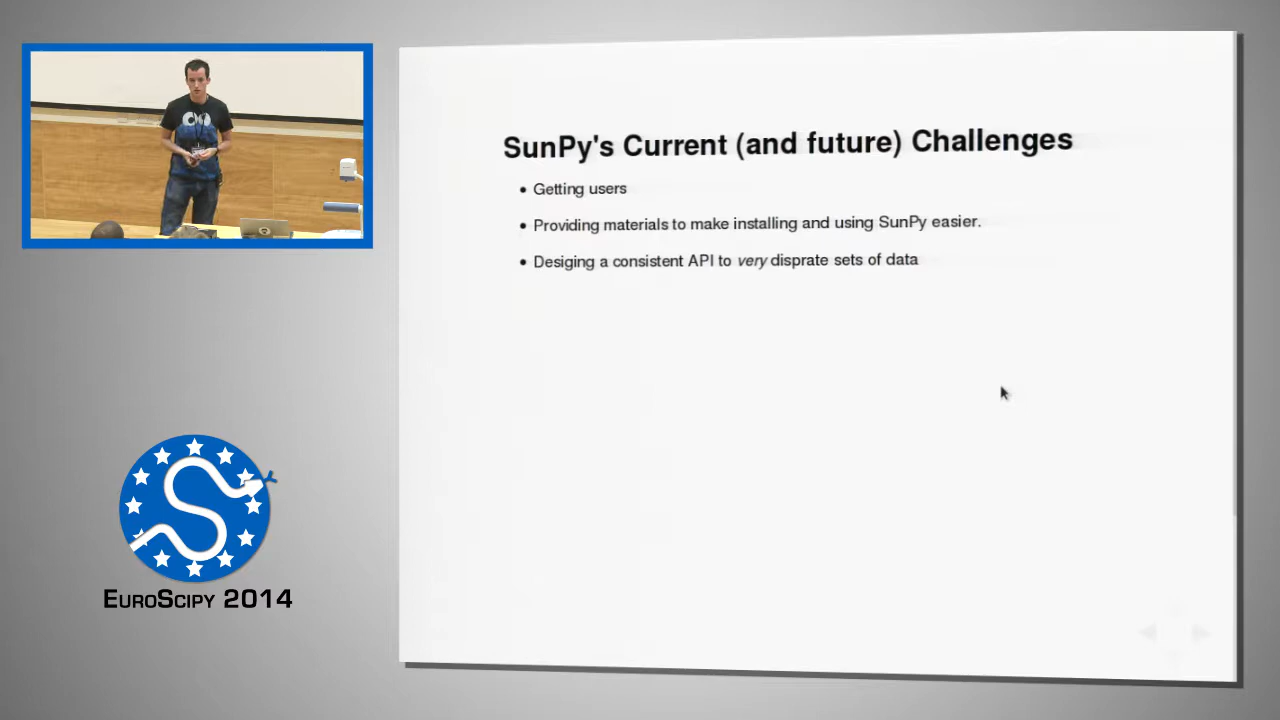 SunPy's Current (and future) Challenges
• Getting users
• Providing materials to make installing and using SunPy easier.
• Desiging a consistent API to very disprate sets of data
EUROSCIPY 2014